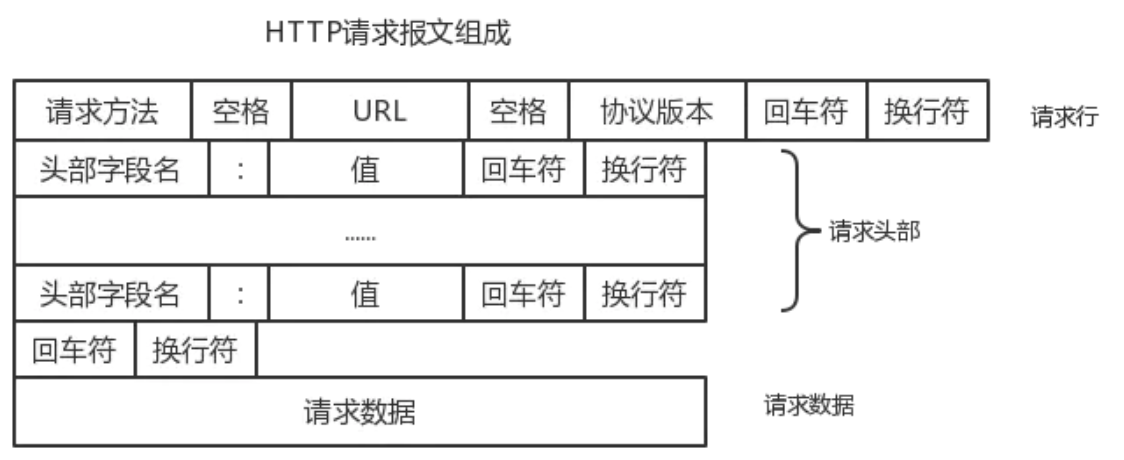 HTTP请求报文组成
请求方法 空格 URL 空格 协议版本 回车符 换行符 请求行
头部字段名 : 值 回车符 换行符
......
请求头部
头部字段名 : 值 回车符 换行符
回车符 换行符
请求数据 请求数据